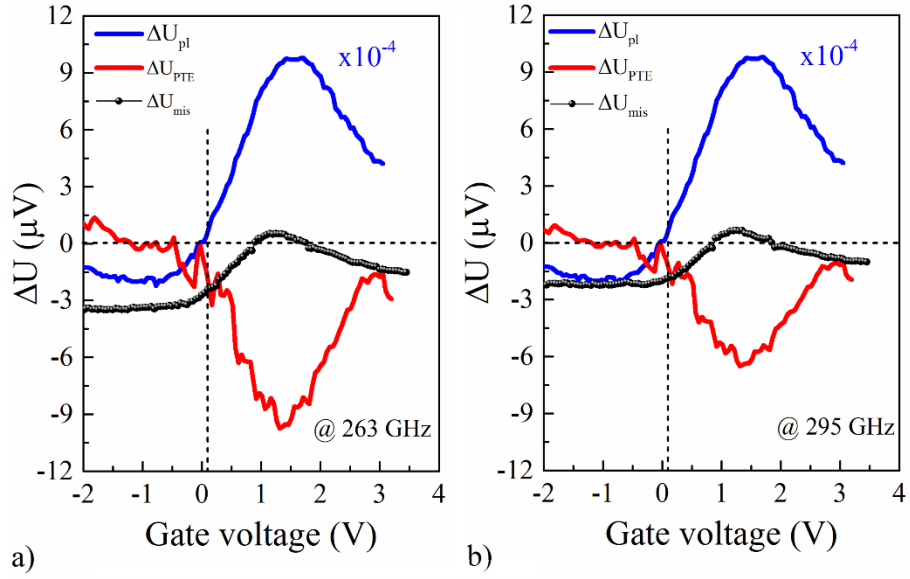 12
9
6
3
0
-3
-6
-9
-12
ΔU (μV)
ΔU_pl
ΔU_PTE
ΔU_mis
x10^-4
@ 263 GHz
-2 -1 0 1 2 3 4
Gate voltage (V)
a)
12
9
6
3
0
-3
-6
-9
-12
ΔU (μV)
ΔU_pl
ΔU_PTE
ΔU_mis
x10^-4
@ 295 GHz
-2 -1 0 1 2 3 4
Gate voltage (V)
b)